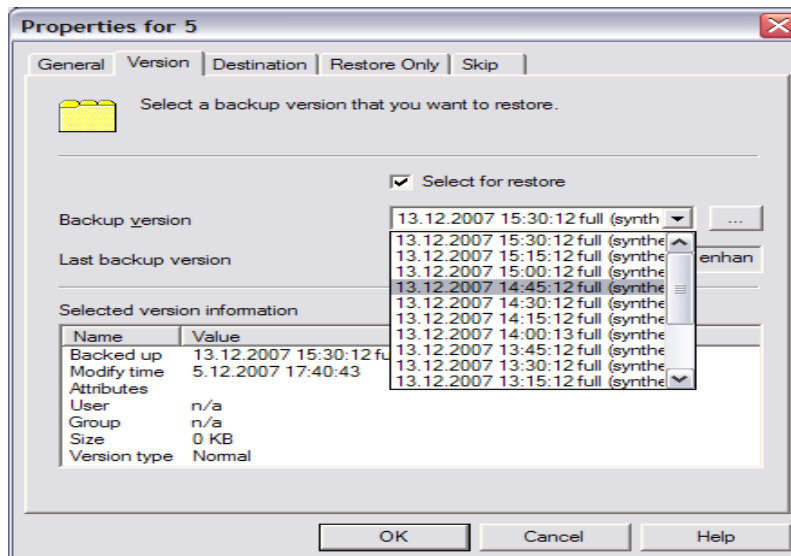 Properties for 5
General Version Destination Restore Only Skip
Select a backup version that you want to restore.
Select for restore
Backup version 13.12.2007 15:30:12 full (synth ...
13.12.2007 15:30:12 full (synthe
Last backup version enhan
13.12.2007 15:15:12 full (synthe
13.12.2007 15:00:12 full (synthe
13.12.2007 14:45:12 full (synthe
13.12.2007 14:30:12 full (synthe
13.12.2007 14:15:12 full (synthe
13.12.2007 14:00:13 full (synthe
13.12.2007 13:45:12 full (synthe
13.12.2007 13:30:12 full (synthe
13.12.2007 13:15:12 full (synthe
Selected version information
Name Value
Backed up 13.12.2007 15:30:12 fu
Modify time 5.12.2007 17:40:43
Attributes
User n/a
Group n/a
Size 0 KB
Version type Normal
OK Cancel Help